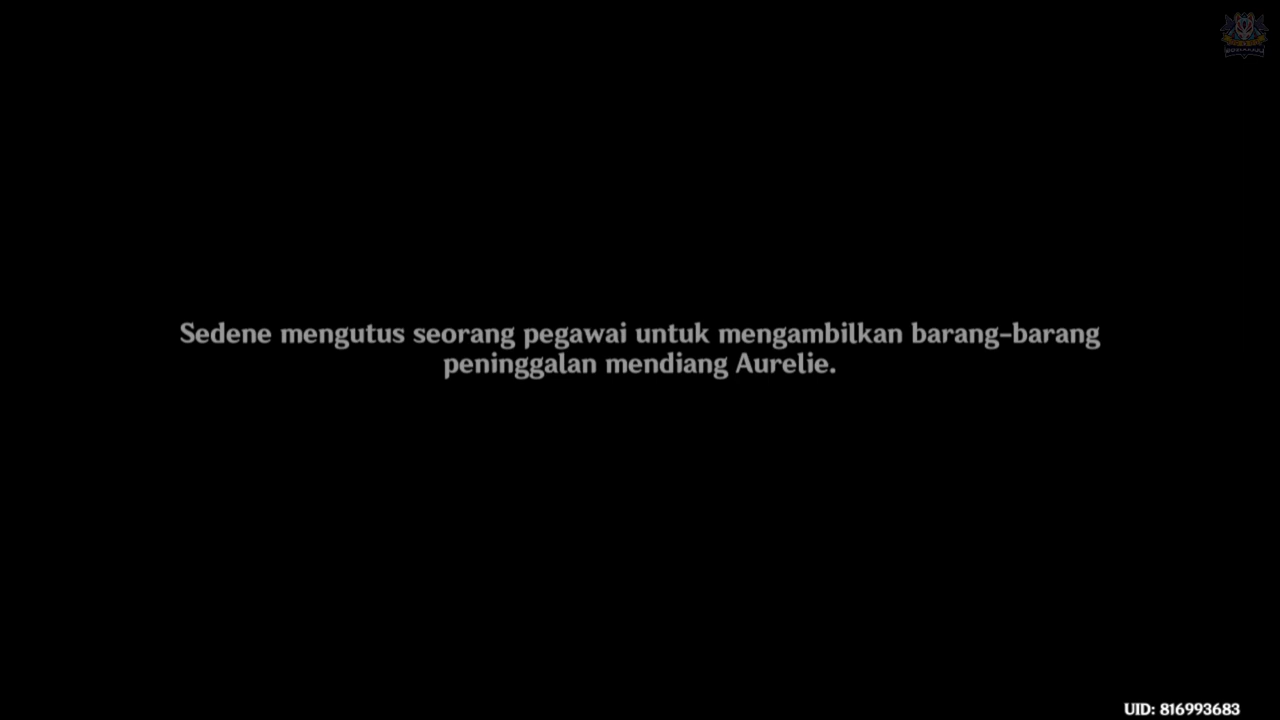 Sedene mengutus seorang pegawai untuk mengambilkan barang-barang
peninggalan mendiang Aurelie.
UID: 816993683